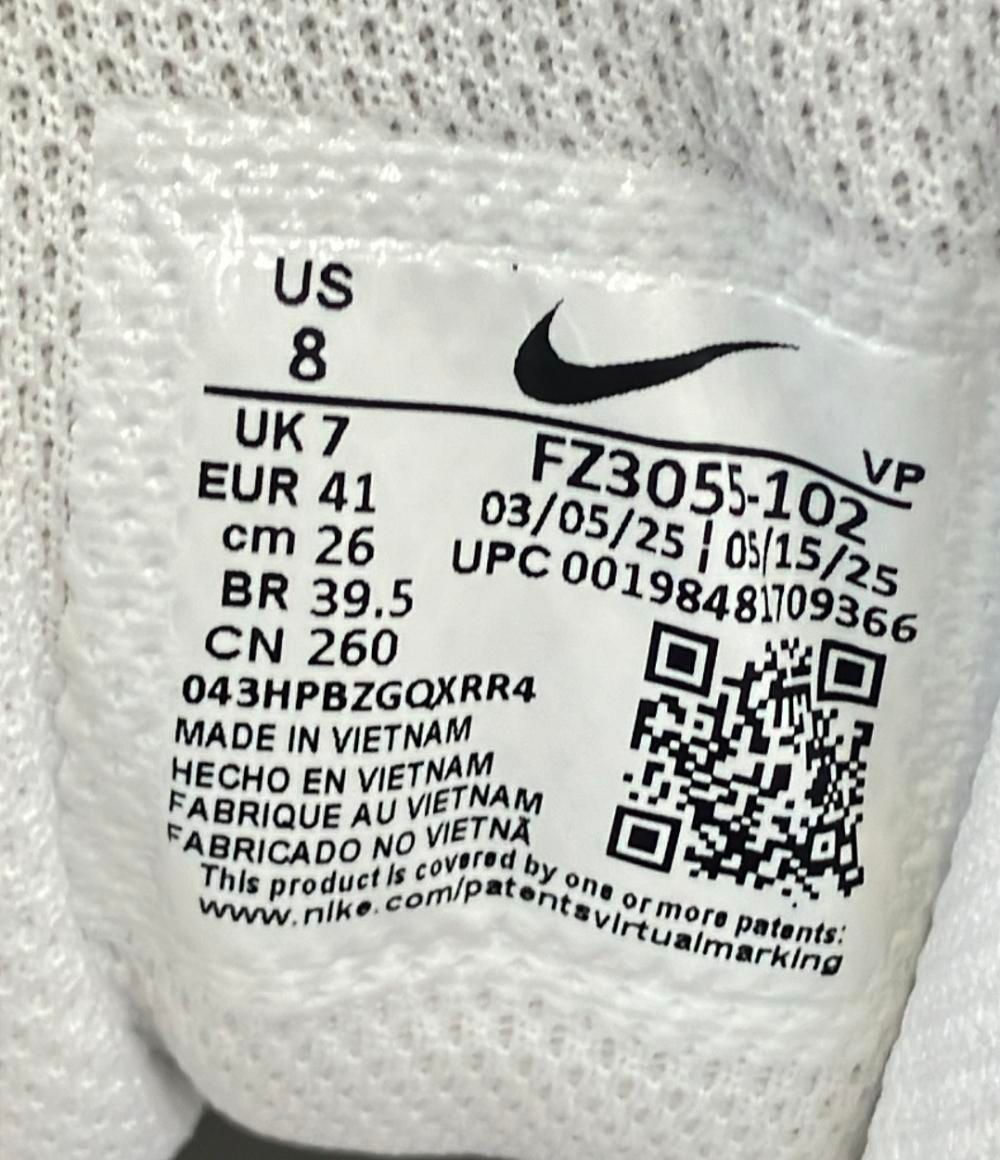 US
8
UK 7
EUR 41
cm 26
BR 39.5
CN 260
043HPBZGQXRR4
MADE IN VIETNAM
HECHO EN VIETNAM
FABRIQUE AU VIETNAM
FABRICADO NO VIETNÃ
VP
FZ3055-102
03/05/25 | 05/15/25
UPC 00198481709366
This product is covered by one or more patents:
www.nike.com/patentsvirtualmarking